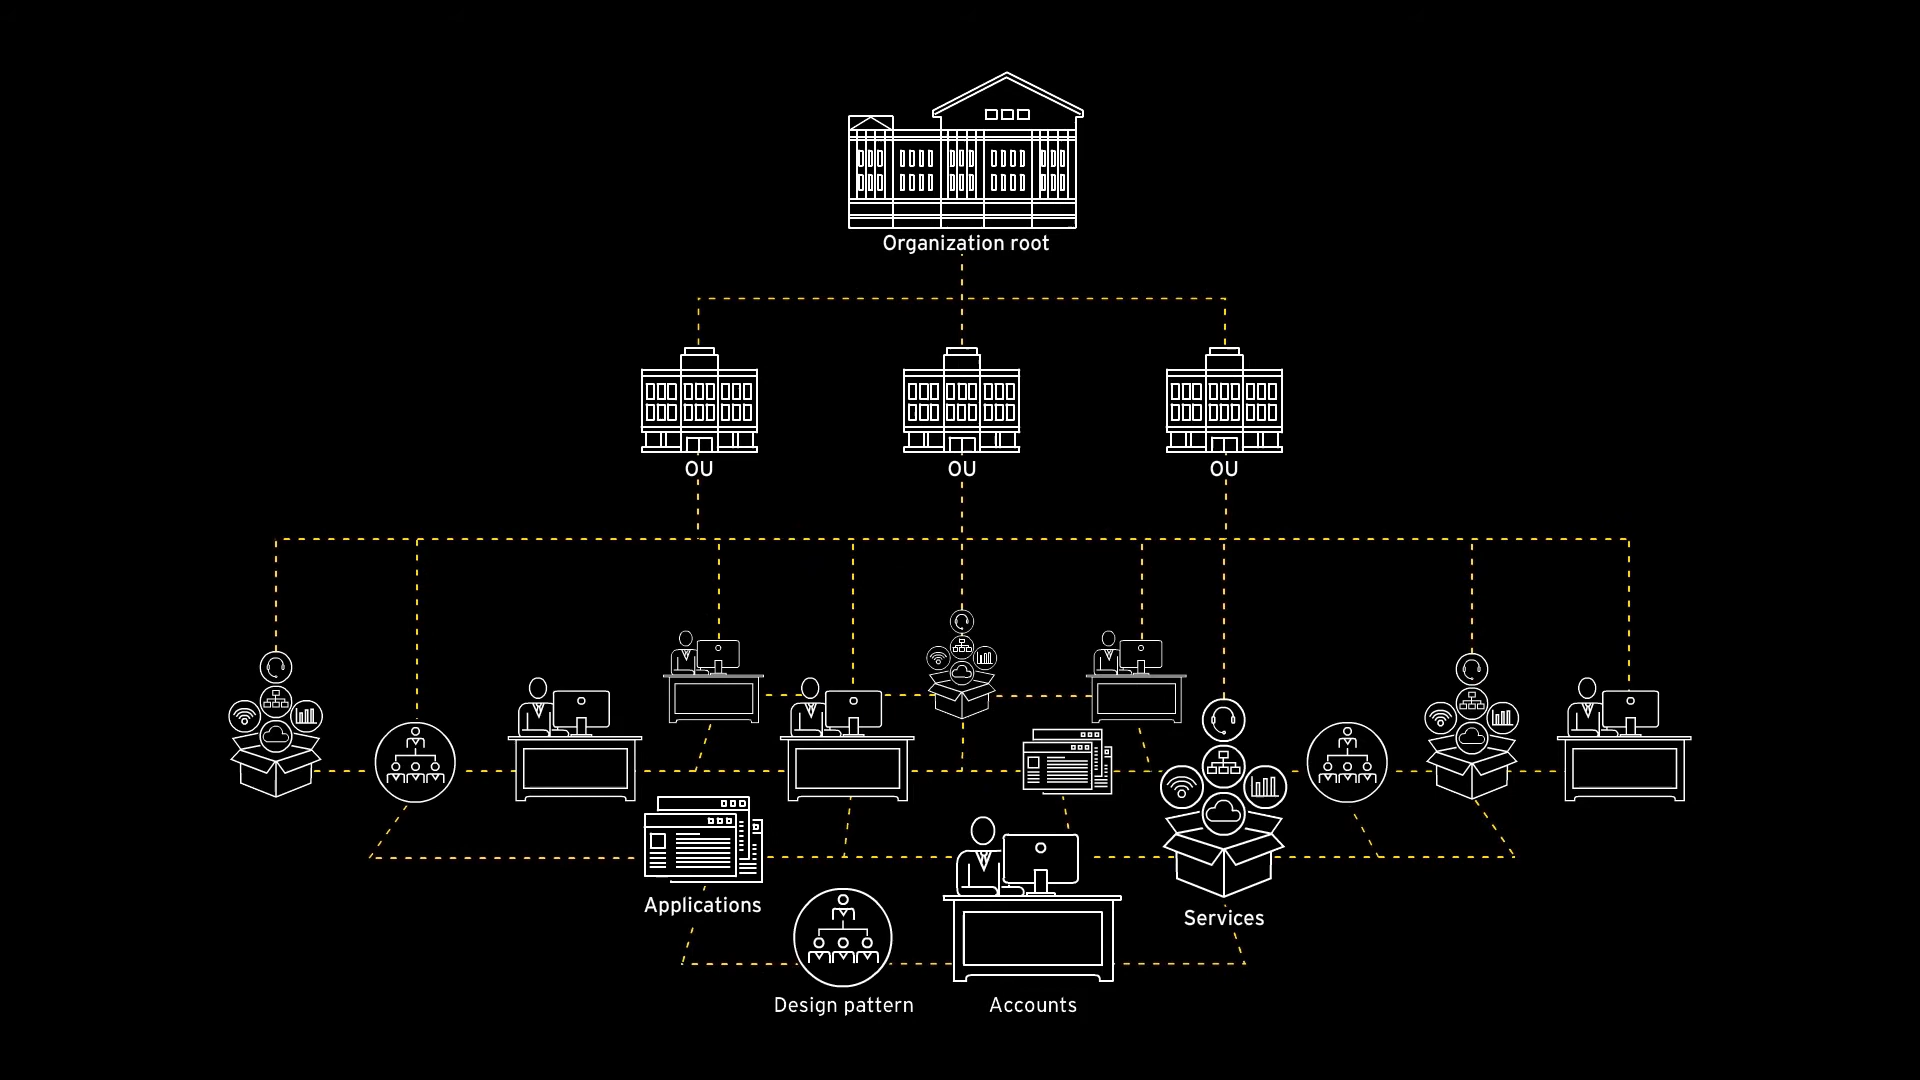 Organization root
OU
OU
OU
Applications
Services
Design pattern
Accounts